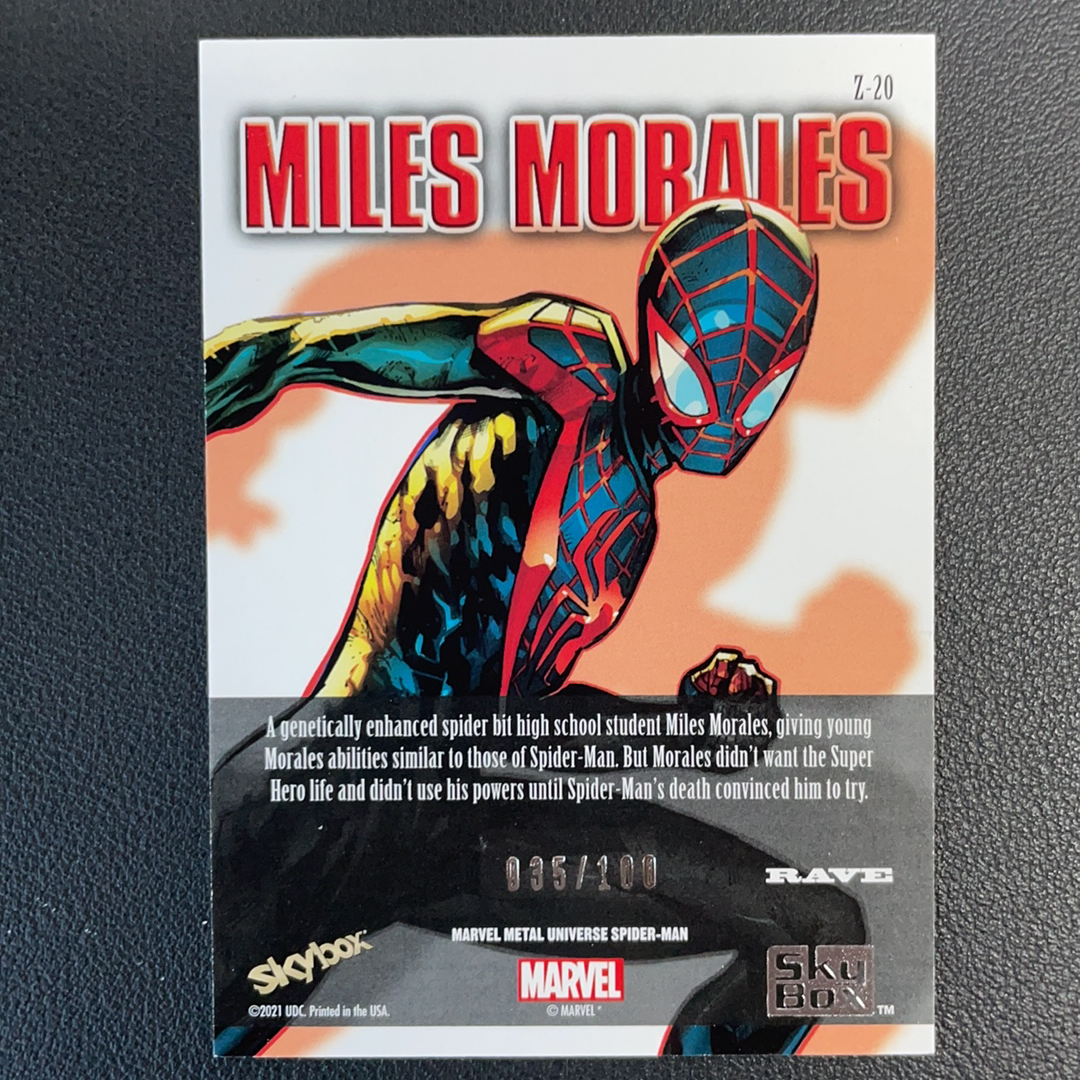 Z-20
MILES MORALES
A genetically enhanced spider bit high school student Miles Morales, giving young
Morales abilities similar to those of Spider-Man. But Morales didn't want the Super
Hero life and didn't use his powers until Spider-Man's death convinced him to try.
035/100
RAVE
MARVEL METAL UNIVERSE SPIDER-MAN
skybox
MARVEL
SkyBox™
©2021 UDC. Printed in the USA.
© MARVEL